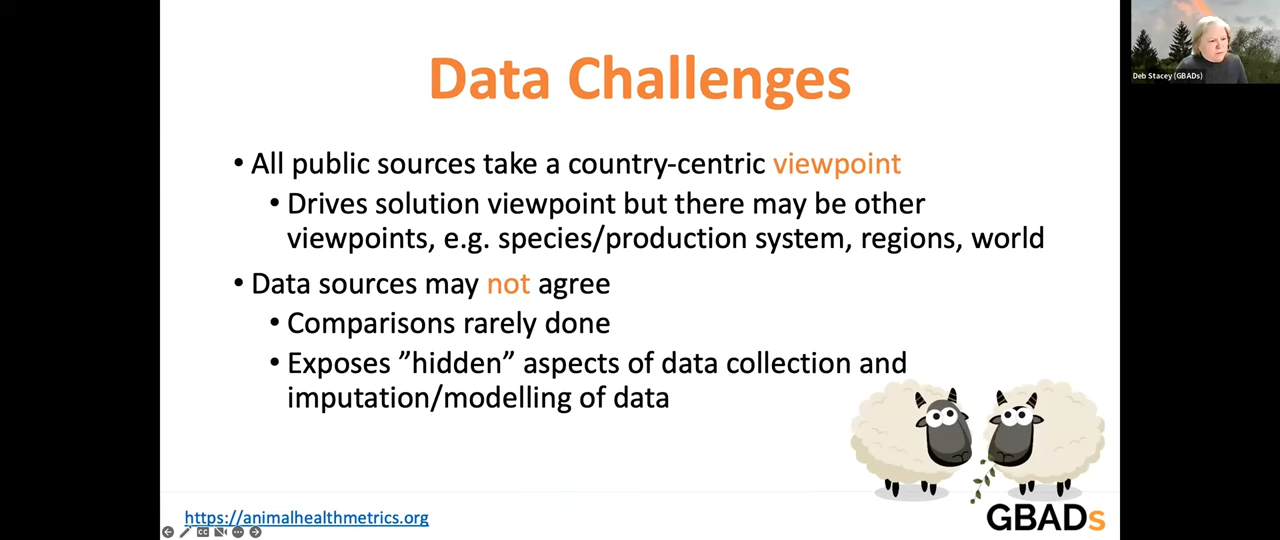 Data Challenges
• All public sources take a country-centric viewpoint
• Drives solution viewpoint but there may be other
viewpoints, e.g. species/production system, regions, world
• Data sources may not agree
• Comparisons rarely done
• Exposes ”hidden” aspects of data collection and
imputation/modelling of data
https://animalhealthmetrics.org
GBADs
Deb Stacey (GBADs)
CC